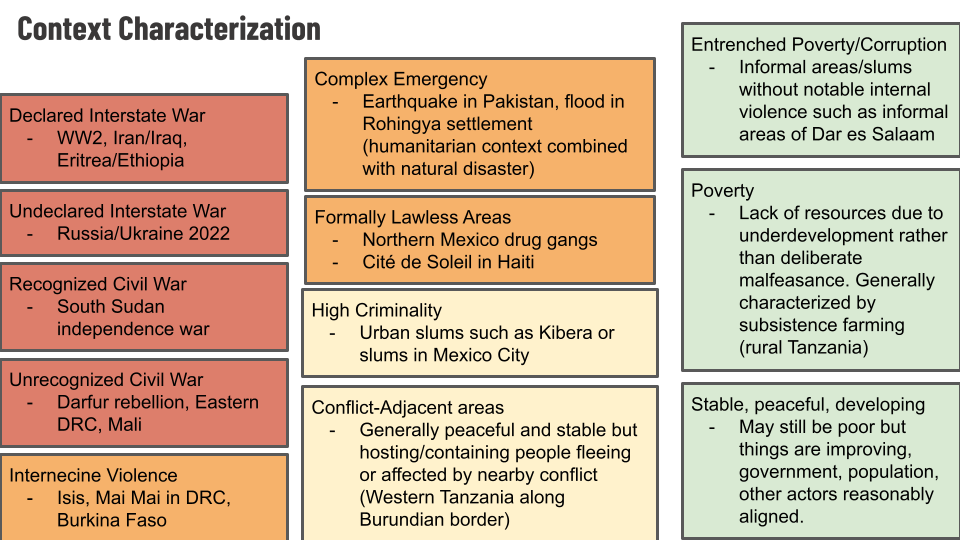 Context Characterization
Declared Interstate War
- WW2, Iran/Iraq,
Eritrea/Ethiopia
Undeclared Interstate War
- Russia/Ukraine 2022
Recognized Civil War
- South Sudan
independence war
Unrecognized Civil War
- Darfur rebellion, Eastern
DRC, Mali
Internecine Violence
- Isis, Mai Mai in DRC,
Burkina Faso
Complex Emergency
- Earthquake in Pakistan, flood in
Rohingya settlement
(humanitarian context combined
with natural disaster)
Formally Lawless Areas
- Northern Mexico drug gangs
- Cité de Soleil in Haiti
High Criminality
- Urban slums such as Kibera or
slums in Mexico City
Conflict-Adjacent areas
- Generally peaceful and stable but
hosting/containing people fleeing
or affected by nearby conflict
(Western Tanzania along
Burundian border)
Entrenched Poverty/Corruption
- Informal areas/slums
without notable internal
violence such as informal
areas of Dar es Salaam
Poverty
- Lack of resources due to
underdevelopment rather
than deliberate
malfeasance. Generally
characterized by
subsistence farming
(rural Tanzania)
Stable, peaceful, developing
- May still be poor but
things are improving,
government, population,
other actors reasonably
aligned.